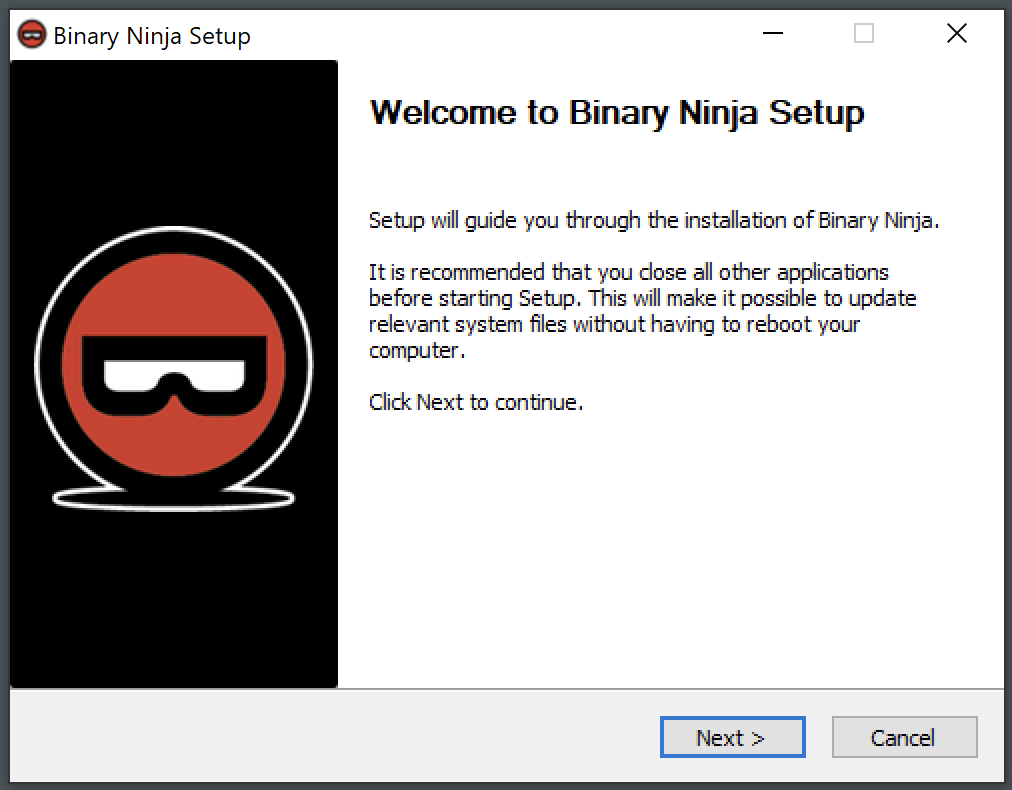 Binary Ninja Setup
Welcome to Binary Ninja Setup
Setup will guide you through the installation of Binary Ninja.
It is recommended that you close all other applications
before starting Setup. This will make it possible to update
relevant system files without having to reboot your
computer.
Click Next to continue.
Next >
Cancel